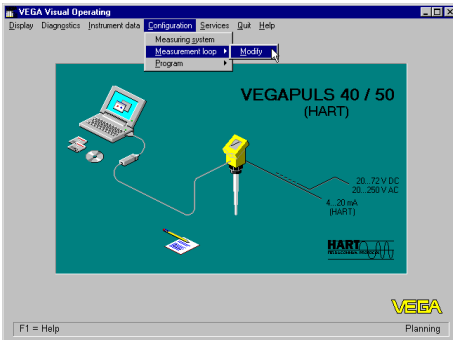 VEGA Visual Operating
Display Diagnostics Instrument data Configuration Services Quit Help
Measuring system
Measurement loop Modify
Program
VEGAPULS 40 / 50
(HART)
20...72 V DC
20...250 V AC
4...20 mA
(HART)
HART
VEGA
F1 = Help Planning